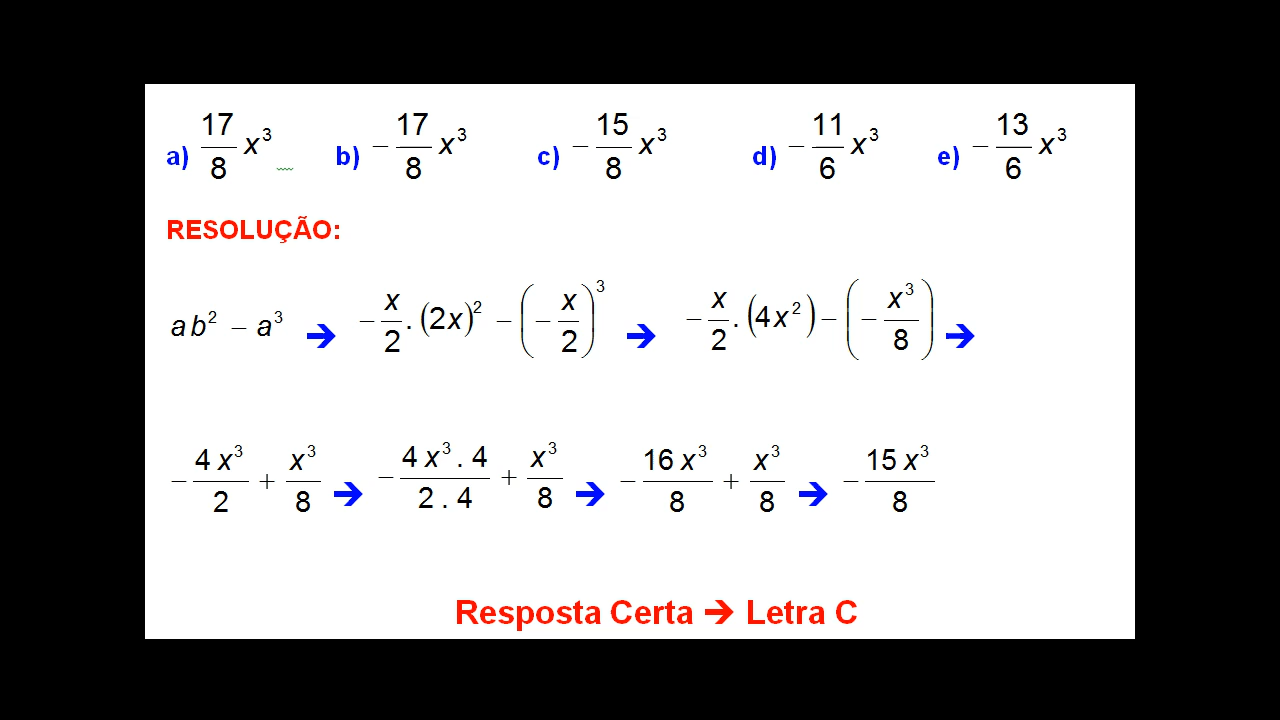 a) 17/8 x³ b) − 17/8 x³ c) − 15/8 x³ d) − 11/6 x³ e) − 13/6 x³
RESOLUÇÃO:
ab² − a³ ➔ − x/2 . (2x)² − (− x/2)³ ➔ − x/2 . (4x²) − (− x³/8) ➔
− 4x³/2 + x³/8 ➔ − 4x³ . 4/2 . 4 + x³/8 ➔ − 16x³/8 + x³/8 ➔ − 15x³/8
Resposta Certa ➔ Letra C